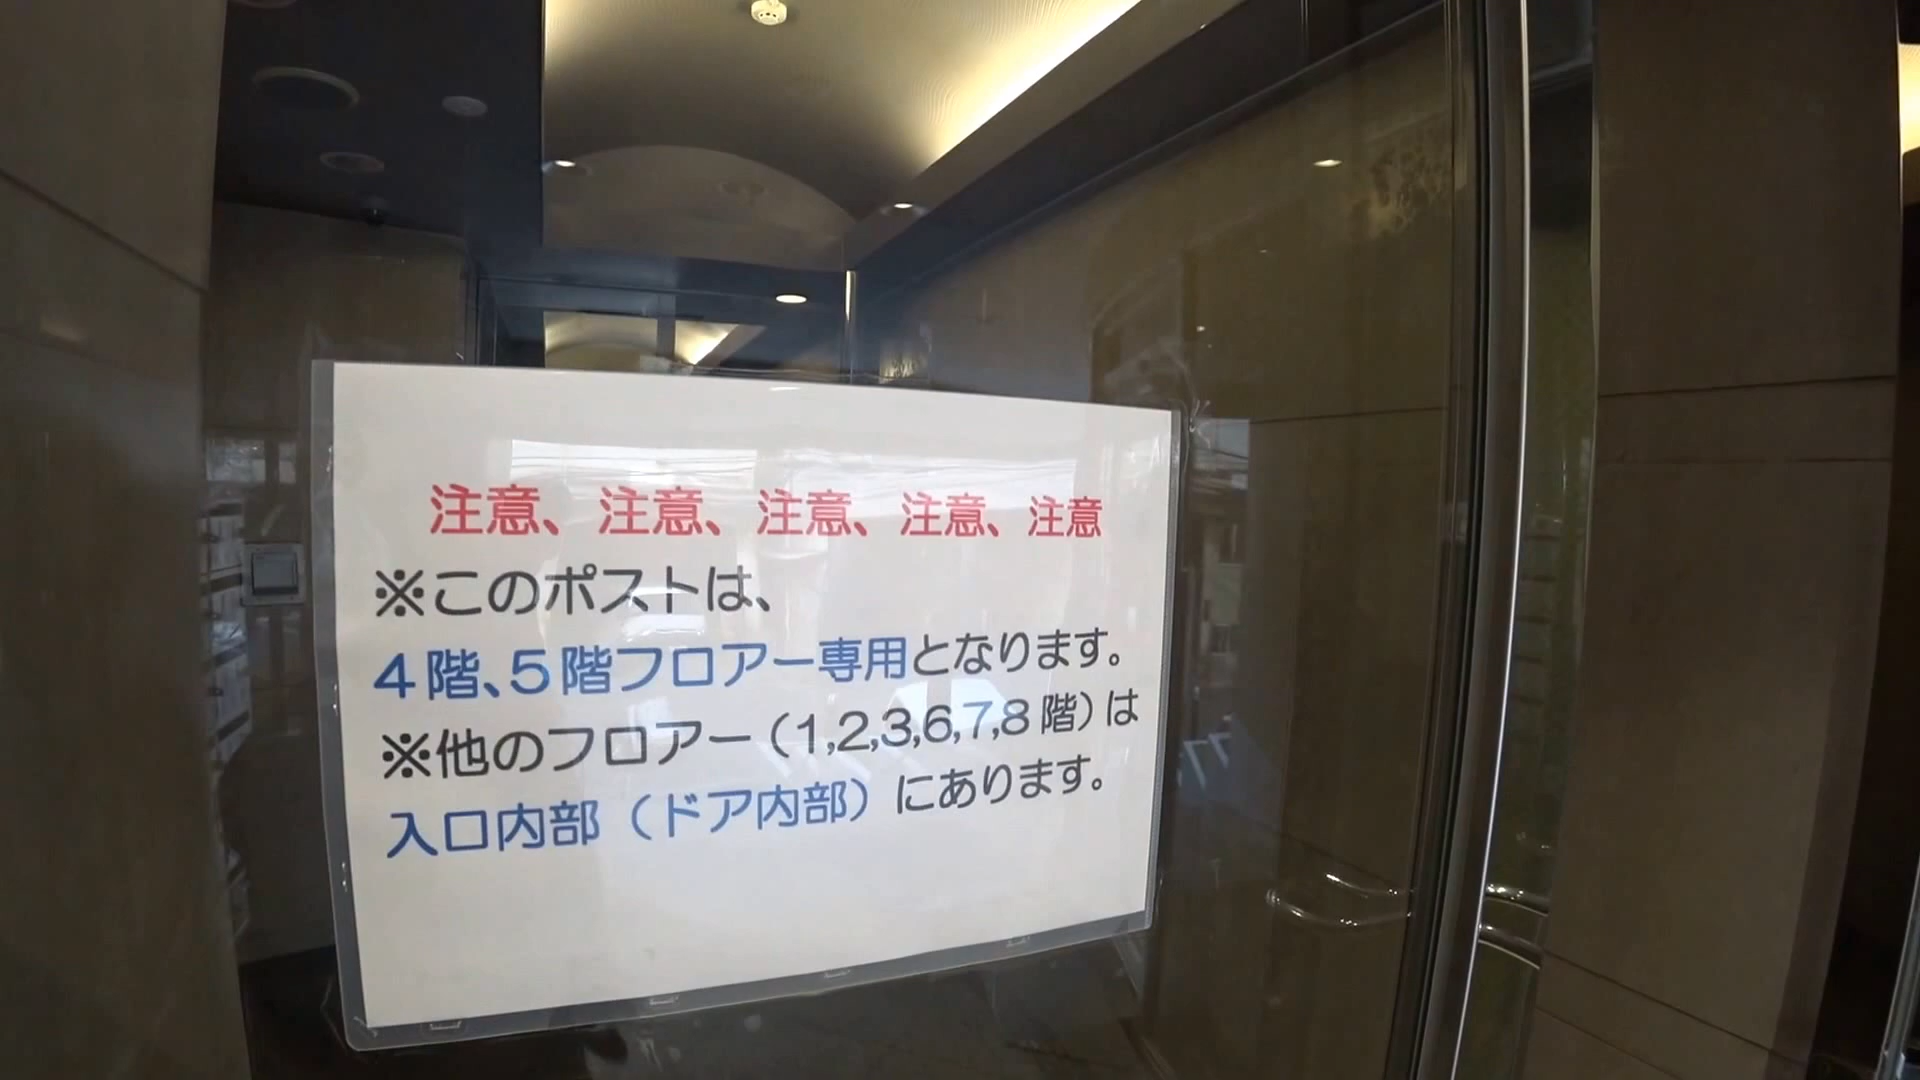 注意、注意、注意、注意、注意
※このポストは、
４階、５階フロアー専用となります。
※他のフロアー（1,2,3,6,7,8階）は
入口内部（ドア内部）にあります。